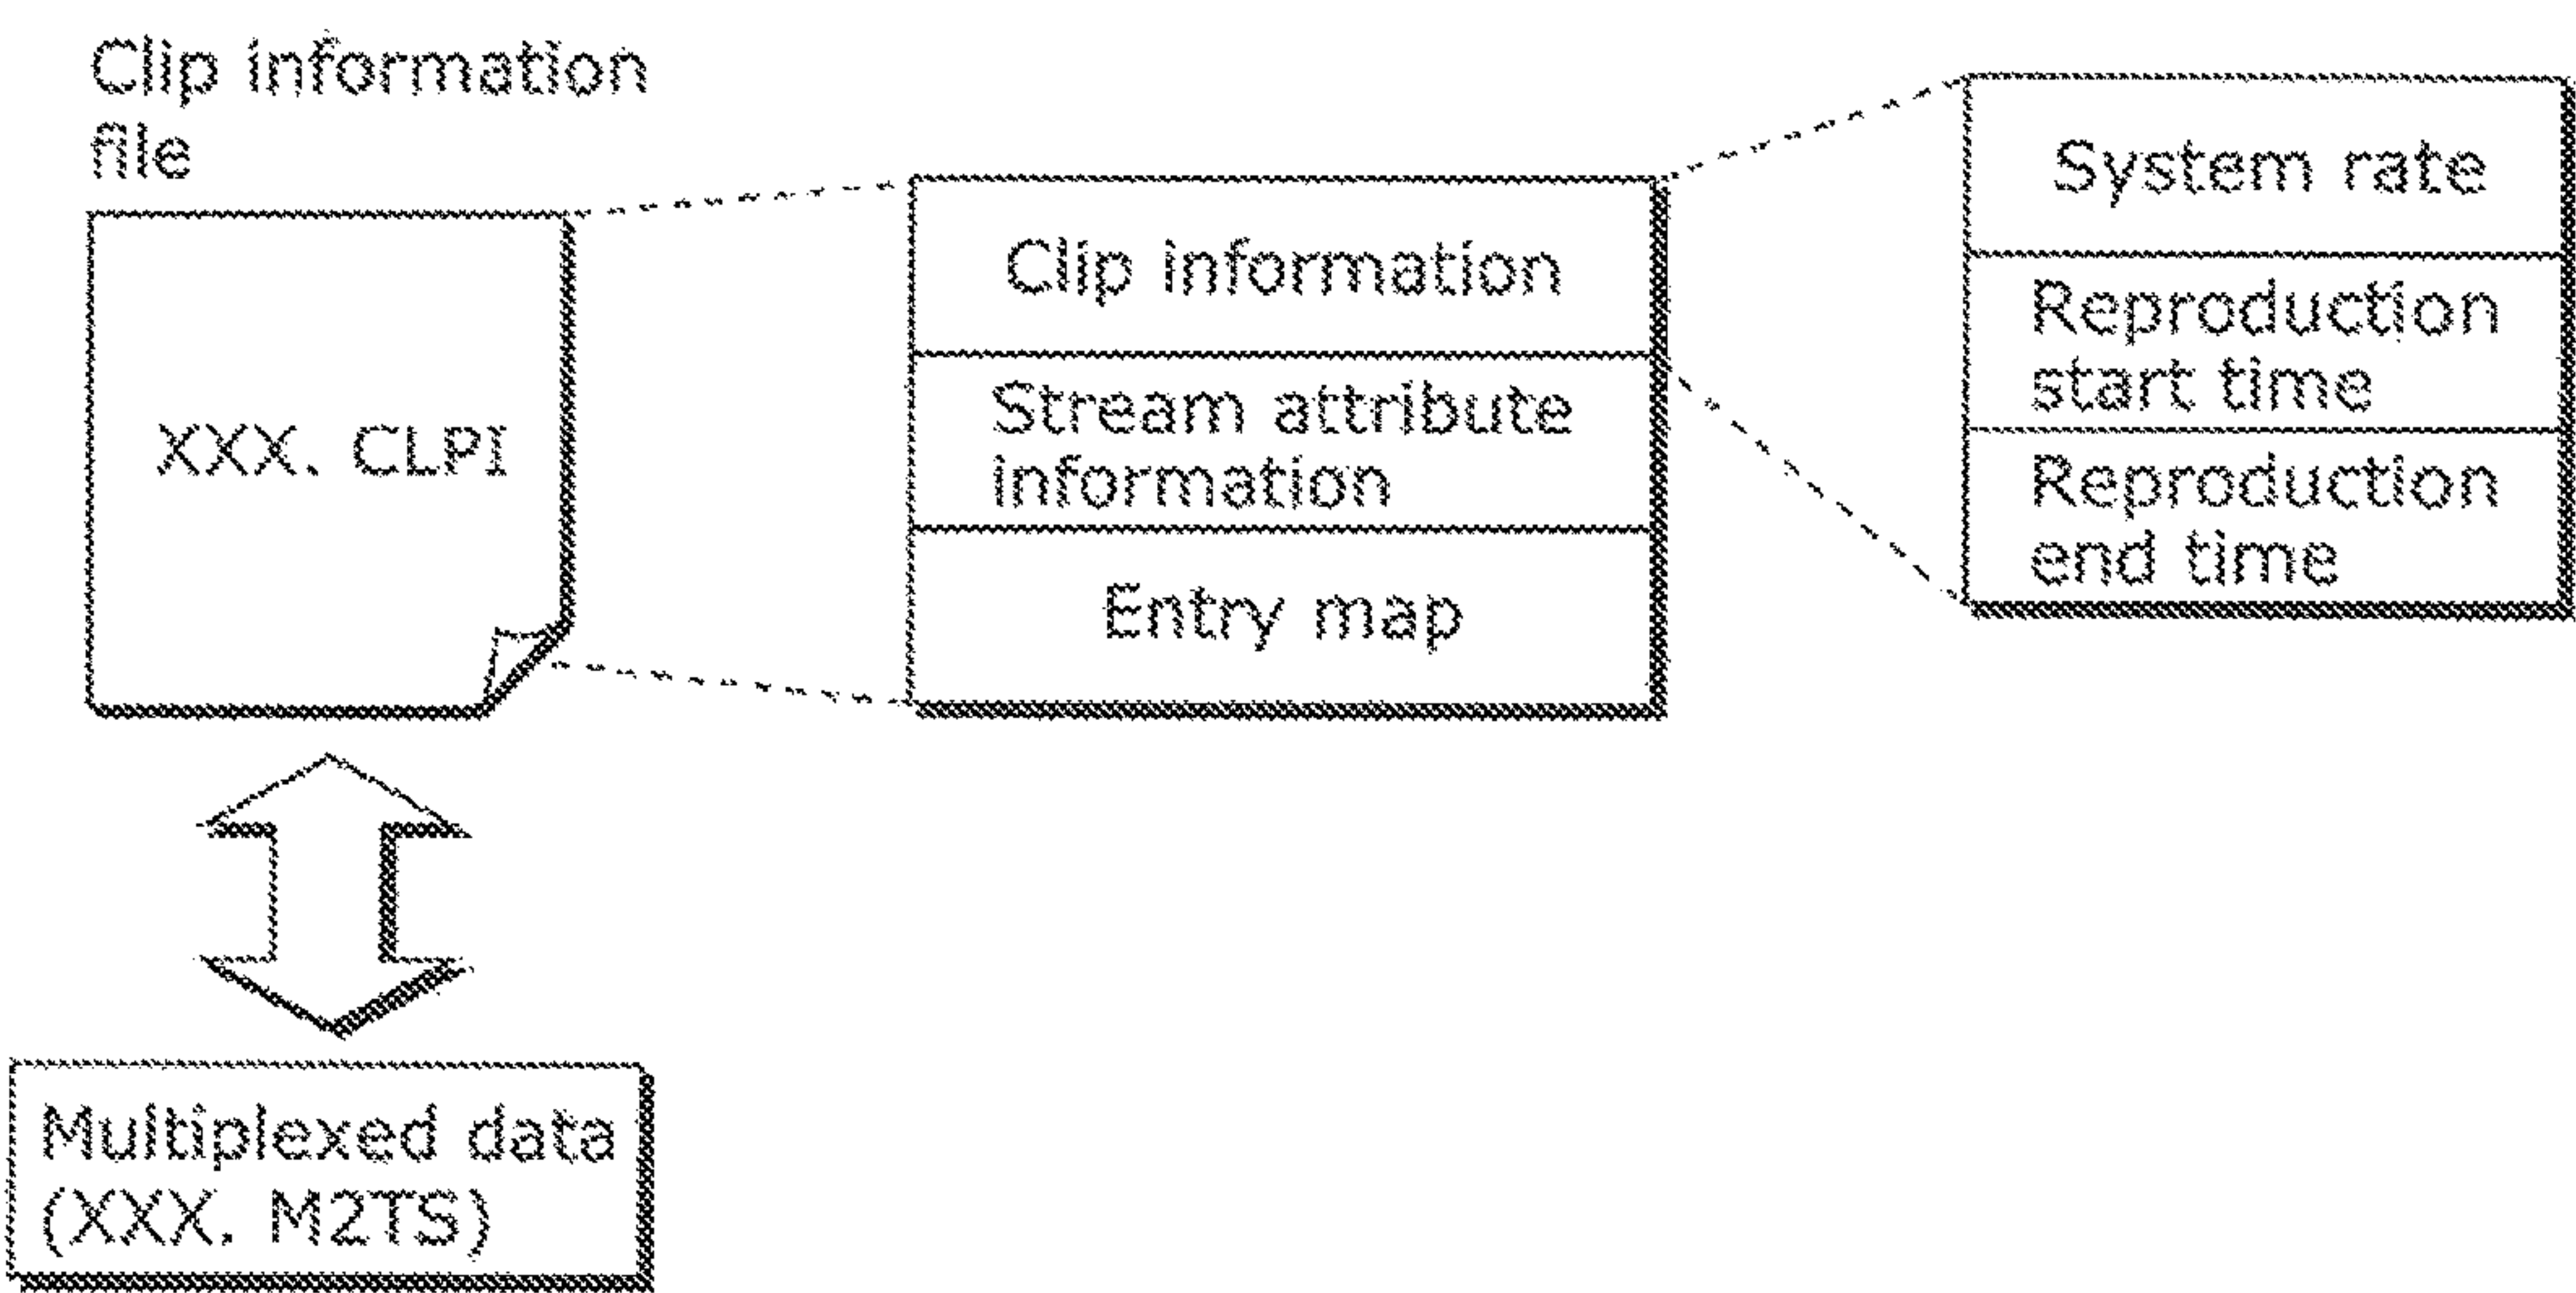 Clip information
file
XXX. CLPI
Clip information
Stream attribute
information
Entry map
System rate
Reproduction
start time
Reproduction
end time
Multiplexed data
(XXX. M2TS)